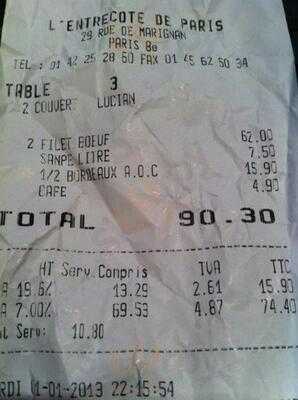 L'ENTRECOTE DE PARIS
29 RUE DE MARIGNAN
PARIS 8e
TEL : 01 42 25 28 60 FAX 01 45 62 50 34
TABLE 3
2 COUVERT LUCIAN
2 FILET BOEUF 62.00
SANPE LITRE 7.50
1/2 BORDEAUX A.O.C 15.90
CAFE 4.90
TOTAL 90.30
HT Serv.Compris TVA TTC
A 19.6% 13.29 2.61 15.90
A 7.00% 69.53 4.87 74.40
Serv: 10.80
RDI 1-01-2013 22:15:54